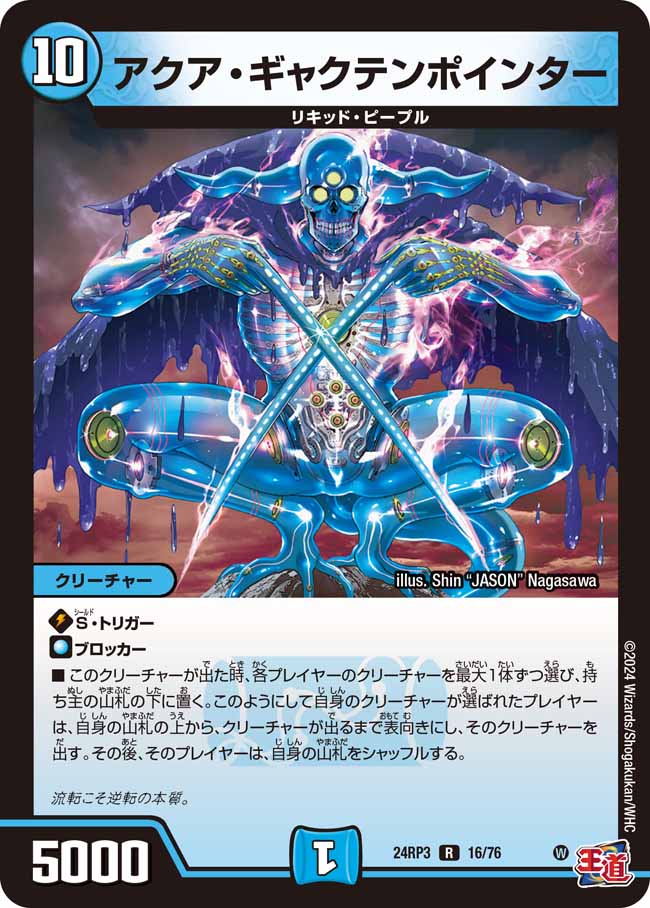 10
アクア・ギャクテンポインター
リキッド・ピープル
クリーチャー
illus. Shin "JASON" Nagasawa
S・トリガー
ブロッカー
■このクリーチャーが出た時、各プレイヤーのクリーチャーを最大1体ずつ選び、持
ち主の山札の下に置く。このようにして自身のクリーチャーが選ばれたプレイヤー
は、自身の山札の上から、クリーチャーが出るまで表向きにし、そのクリーチャーを
出す。その後、そのプレイヤーは、自身の山札をシャッフルする。
流転こそ逆転の本質。
5000
1
24RP3 R 16/76
W
王道
©2024 Wizards/Shogakukan/WHC